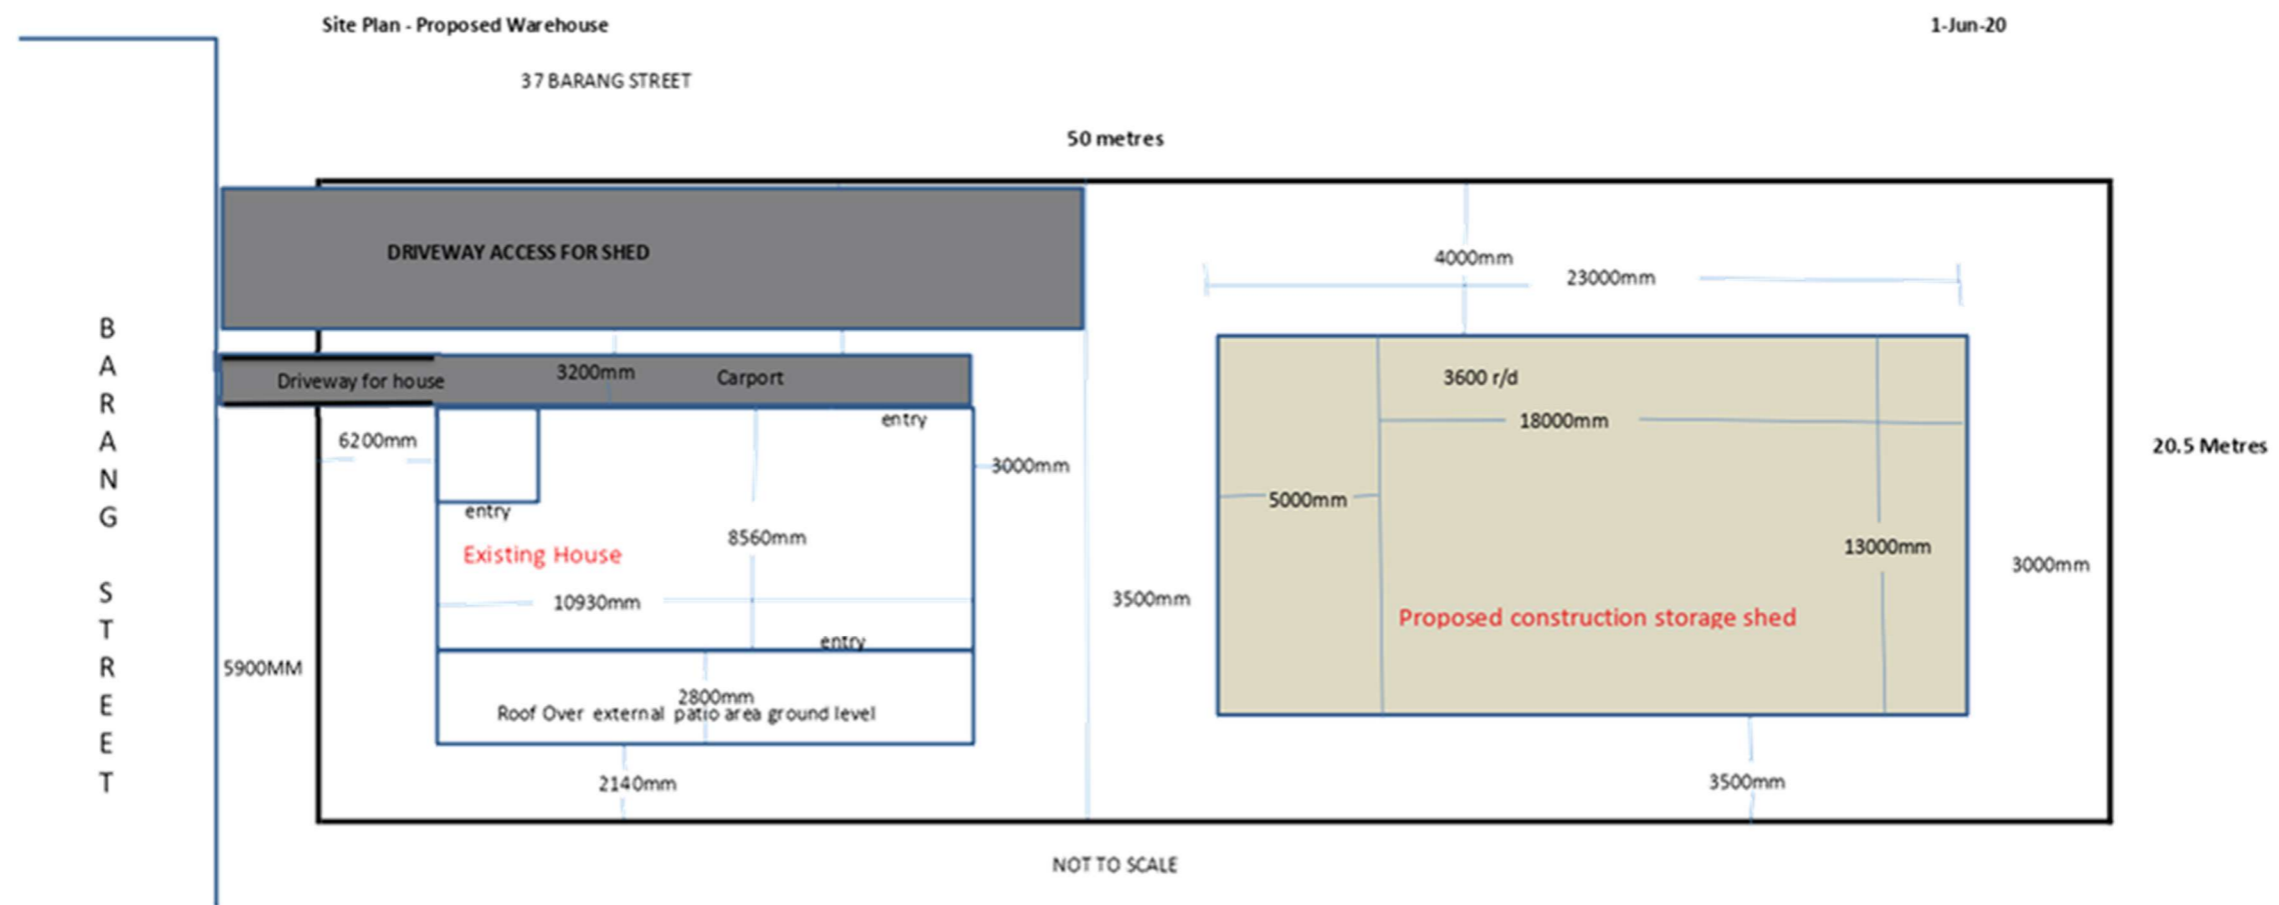 Site Plan - Proposed Warehouse
1-Jun-20
37 BARANG STREET
50 metres
DRIVEWAY ACCESS FOR SHED
4000mm
23000mm
BARANG STREET
Driveway for house
3200mm
Carport
3600 r/d
entry
18000mm
6200mm
3000mm
20.5 Metres
5000mm
entry
8560mm
13000mm
Existing House
3000mm
10930mm
3500mm
Proposed construction storage shed
entry
5900MM
2800mm
Roof Over external patio area ground level
2140mm
3500mm
NOT TO SCALE